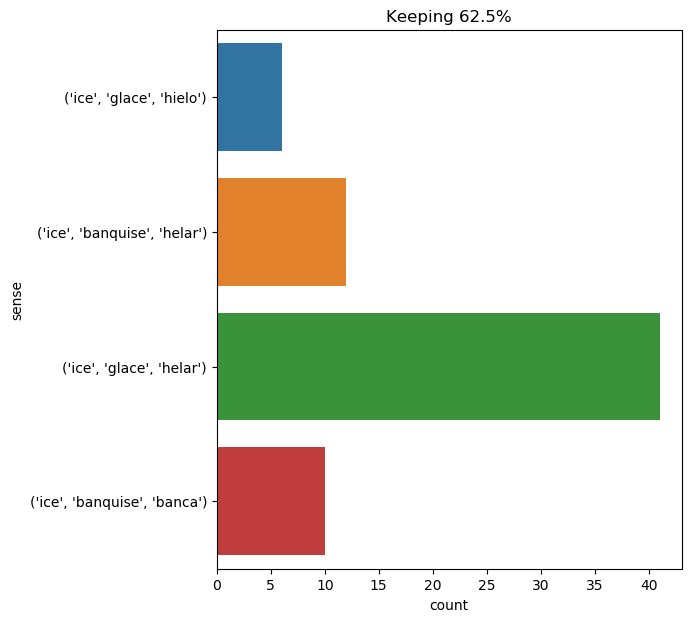 Keeping 62.5%
('ice', 'glace', 'hielo')
('ice', 'banquise', 'helar')
('ice', 'glace', 'helar')
('ice', 'banquise', 'banca')
sense
0 5 10 15 20 25 30 35 40
count